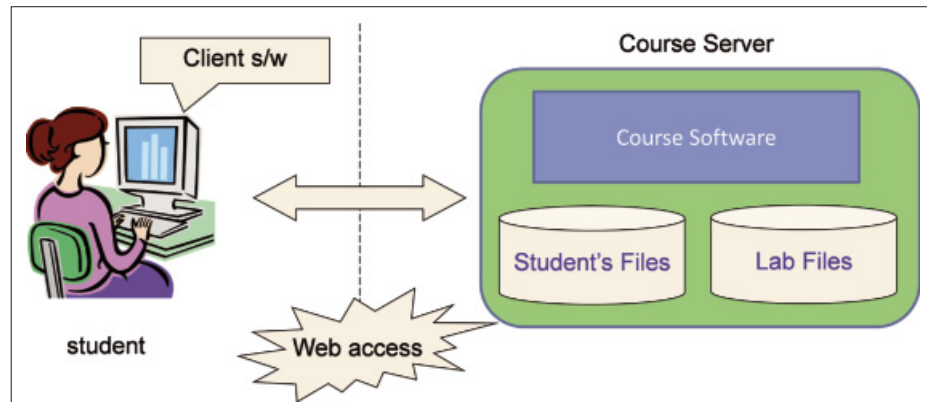 Client s/w
Course Server
Course Software
Student's Files
Lab Files
Web access
student